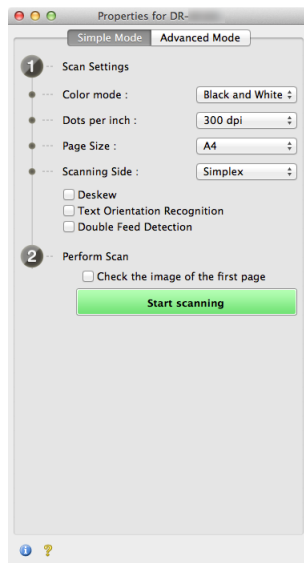 Properties for DR-
Simple Mode Advanced Mode
1 Scan Settings
Color mode : Black and White
Dots per inch : 300 dpi
Page Size : A4
Scanning Side : Simplex
Deskew
Text Orientation Recognition
Double Feed Detection
2 Perform Scan
Check the image of the first page
Start scanning
i ?